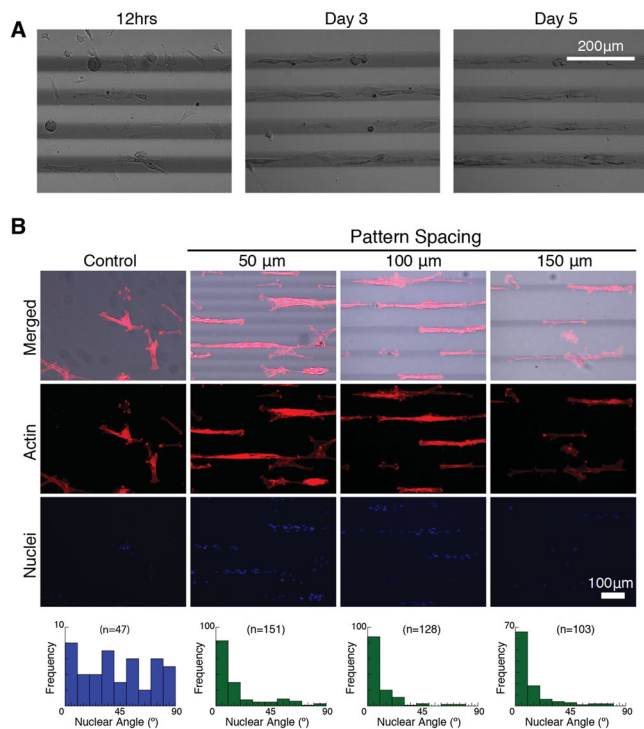 A
12hrs
Day 3
Day 5
200μm
B
Pattern Spacing
Control
50 μm
100 μm
150 μm
Merged
Actin
Nuclei
100μm
10
(n=47)
Frequency
0
0
45
90
Nuclear Angle (º)
100
(n=151)
Frequency
0
0
45
90
Nuclear Angle (º)
100
(n=128)
Frequency
0
0
45
90
Nuclear Angle (º)
70
(n=103)
Frequency
0
0
45
90
Nuclear Angle (º)